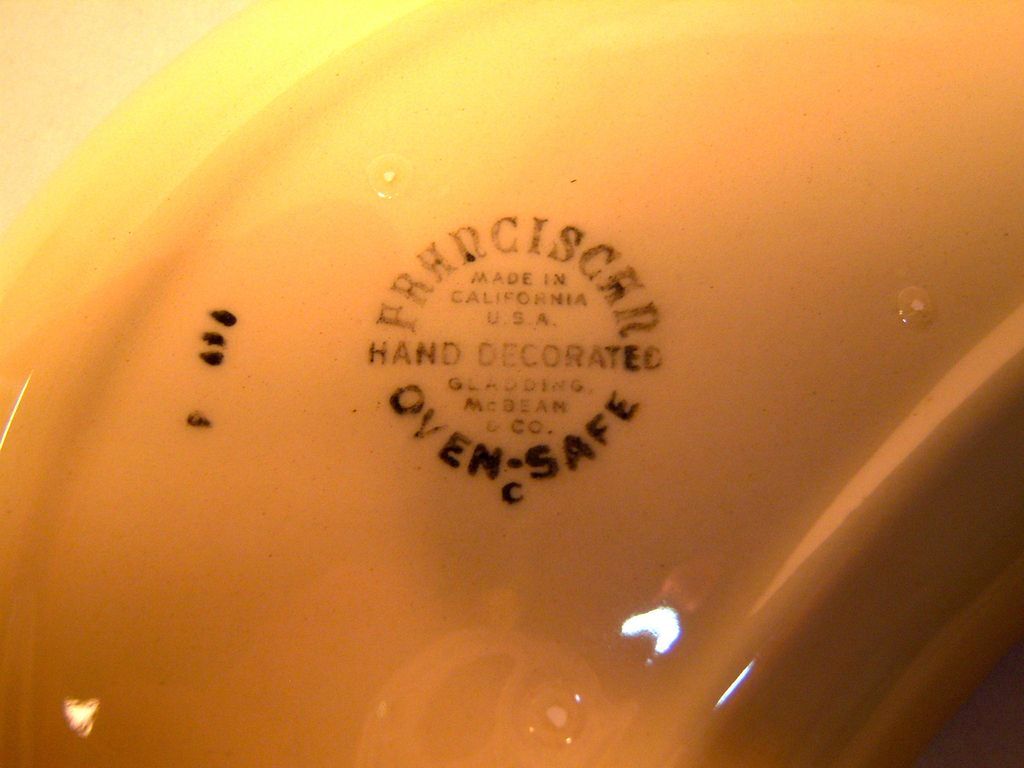 FRANCISCAN
MADE IN
CALIFORNIA
U.S.A.
HAND DECORATED
GLADDING,
McBEAN
& CO.
OVEN-SAFE
C